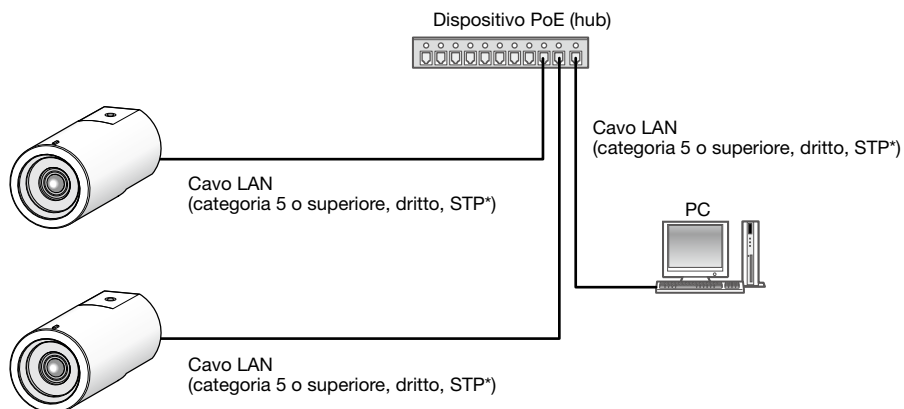 Dispositivo PoE (hub)
Cavo LAN
(categoria 5 o superiore, dritto, STP*)
Cavo LAN
(categoria 5 o superiore, dritto, STP*)
PC
Cavo LAN
(categoria 5 o superiore, dritto, STP*)